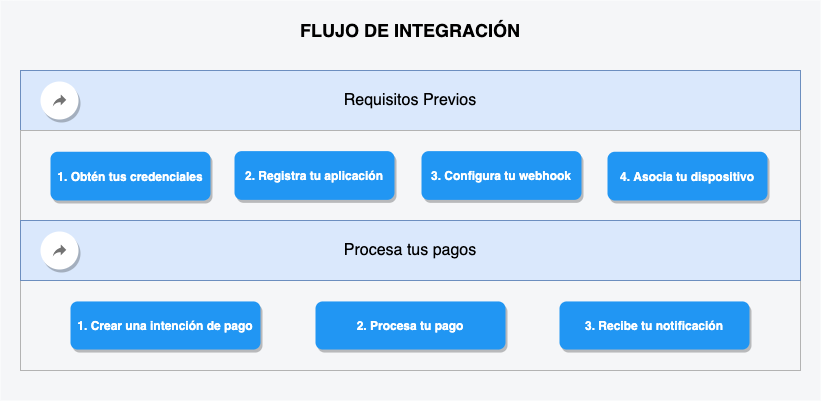 FLUJO DE INTEGRACIÓN
Requisitos Previos
1. Obtén tus credenciales
2. Registra tu aplicación
3. Configura tu webhook
4. Asocia tu dispositivo
Procesa tus pagos
1. Crear una intención de pago
2. Procesa tu pago
3. Recibe tu notificación